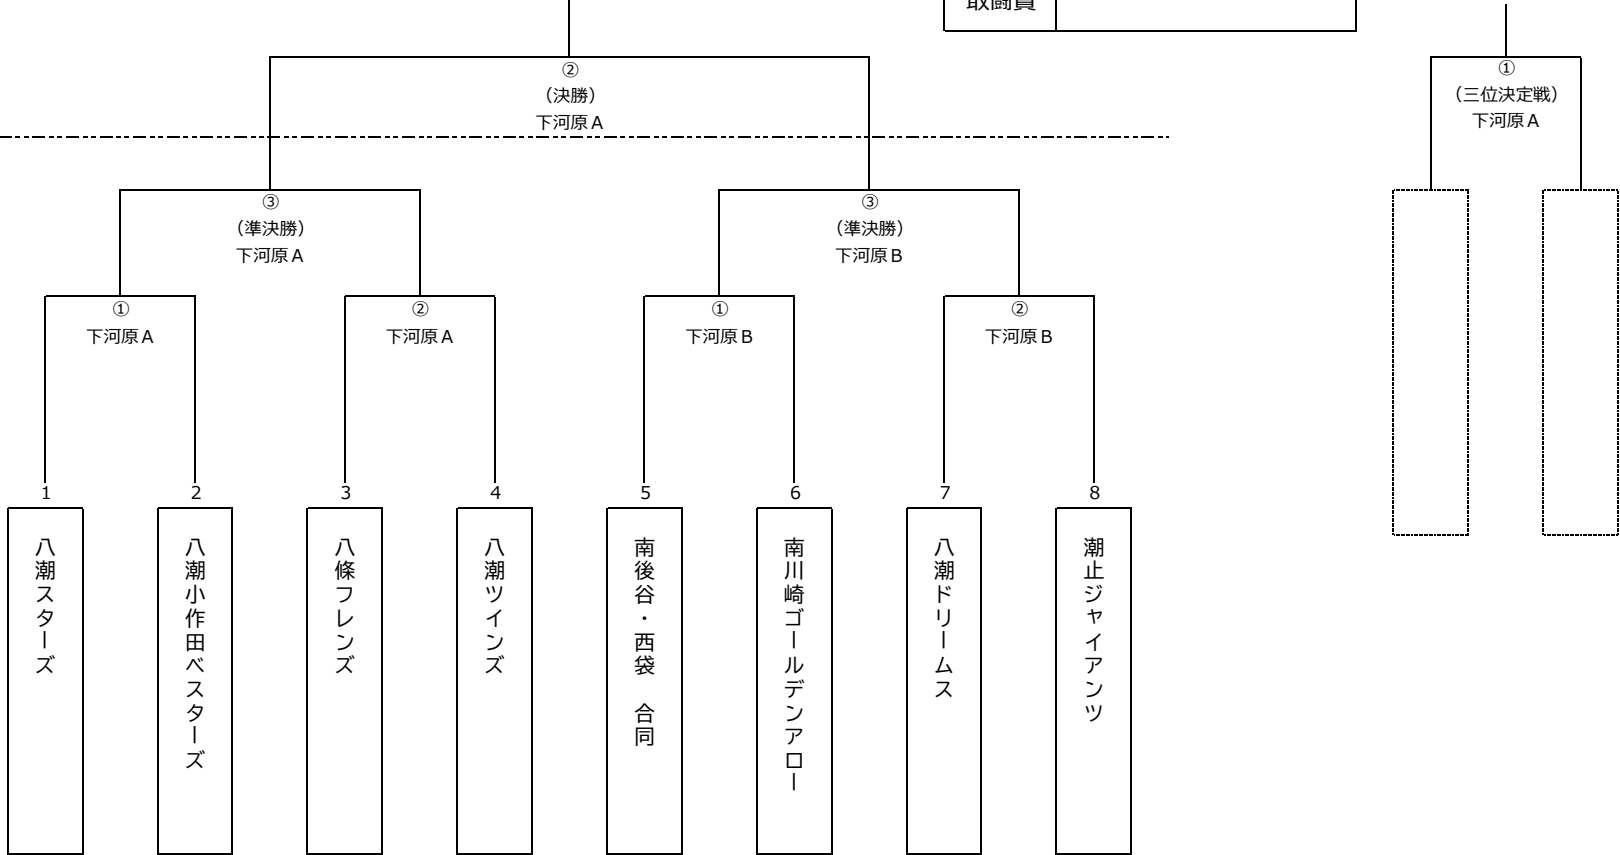 ②
（決勝）
下河原Ａ
①
（三位決定戦）
下河原Ａ
③
（準決勝）
下河原Ａ
③
（準決勝）
下河原Ｂ
①
下河原Ａ
②
下河原Ａ
①
下河原Ｂ
②
下河原Ｂ
1
2
3
4
5
6
7
8
八潮スターズ
八潮小作田ベスターズ
八條フレンズ
八潮ツインズ
南後谷・西袋　合同
南川崎ゴールデンアロー
八潮ドリームス
潮止ジャイアンツ